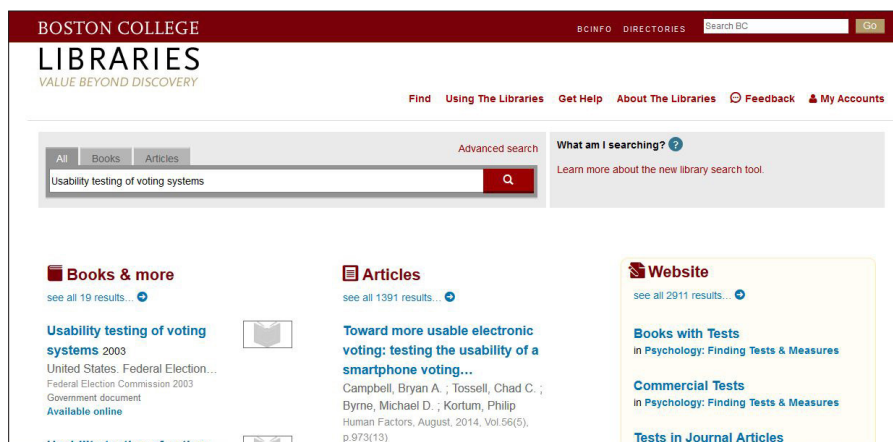 BOSTON COLLEGE
BCINFO DIRECTORIES Search BC Go
LIBRARIES
VALUE BEYOND DISCOVERY
Find Using The Libraries Get Help About The Libraries Feedback My Accounts
All Books Articles
Advanced search
Usability testing of voting systems
What am I searching? ?
Learn more about the new library search tool.
Books & more
see all 19 results...
Usability testing of voting
systems 2003
United States. Federal Election...
Federal Election Commission 2003
Government document
Available online
Articles
see all 1391 results...
Toward more usable electronic
voting: testing the usability of a
smartphone voting...
Campbell, Bryan A. ; Tossell, Chad C. ;
Byrne, Michael D. ; Kortum, Philip
Human Factors, August, 2014, Vol.56(5),
p.973(13)
Website
see all 2911 results...
Books with Tests
in Psychology: Finding Tests & Measures
Commercial Tests
in Psychology: Finding Tests & Measures
Tests in Journal Articles